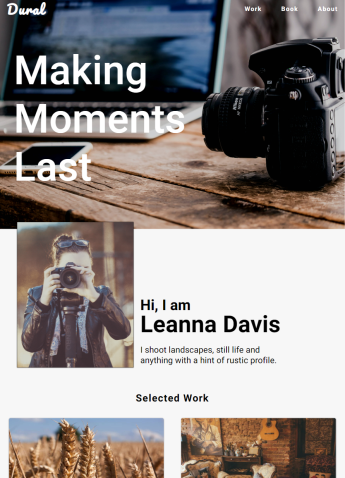 Dural
Work Book About
Making
Moments
Last
Hi, I am
Leanna Davis
I shoot landscapes, still life and
anything with a hint of rustic profile.
Selected Work